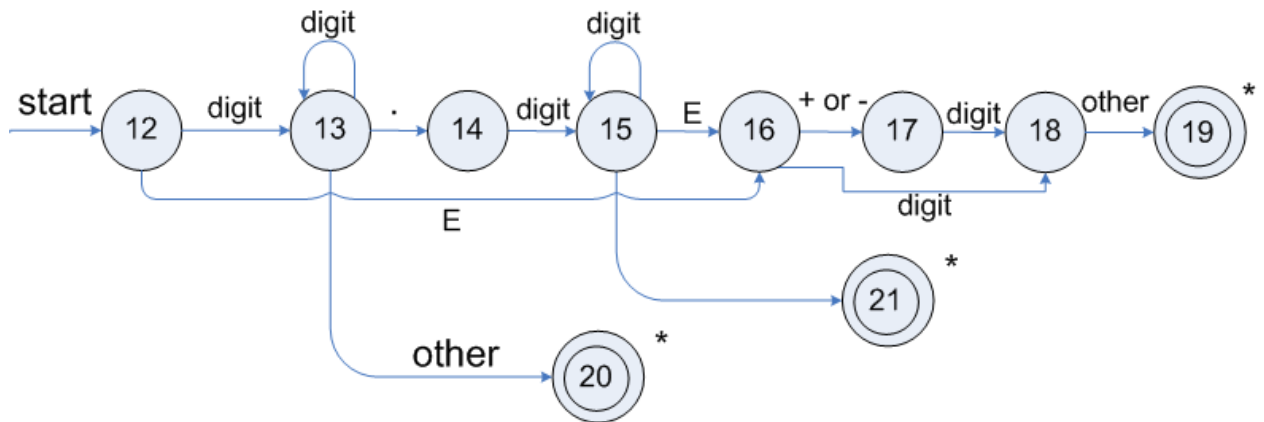 digit
digit
start
digit
.
digit
E
+ or -
digit
other
*
12
13
14
15
16
17
18
19
E
digit
*
21
other
*
20